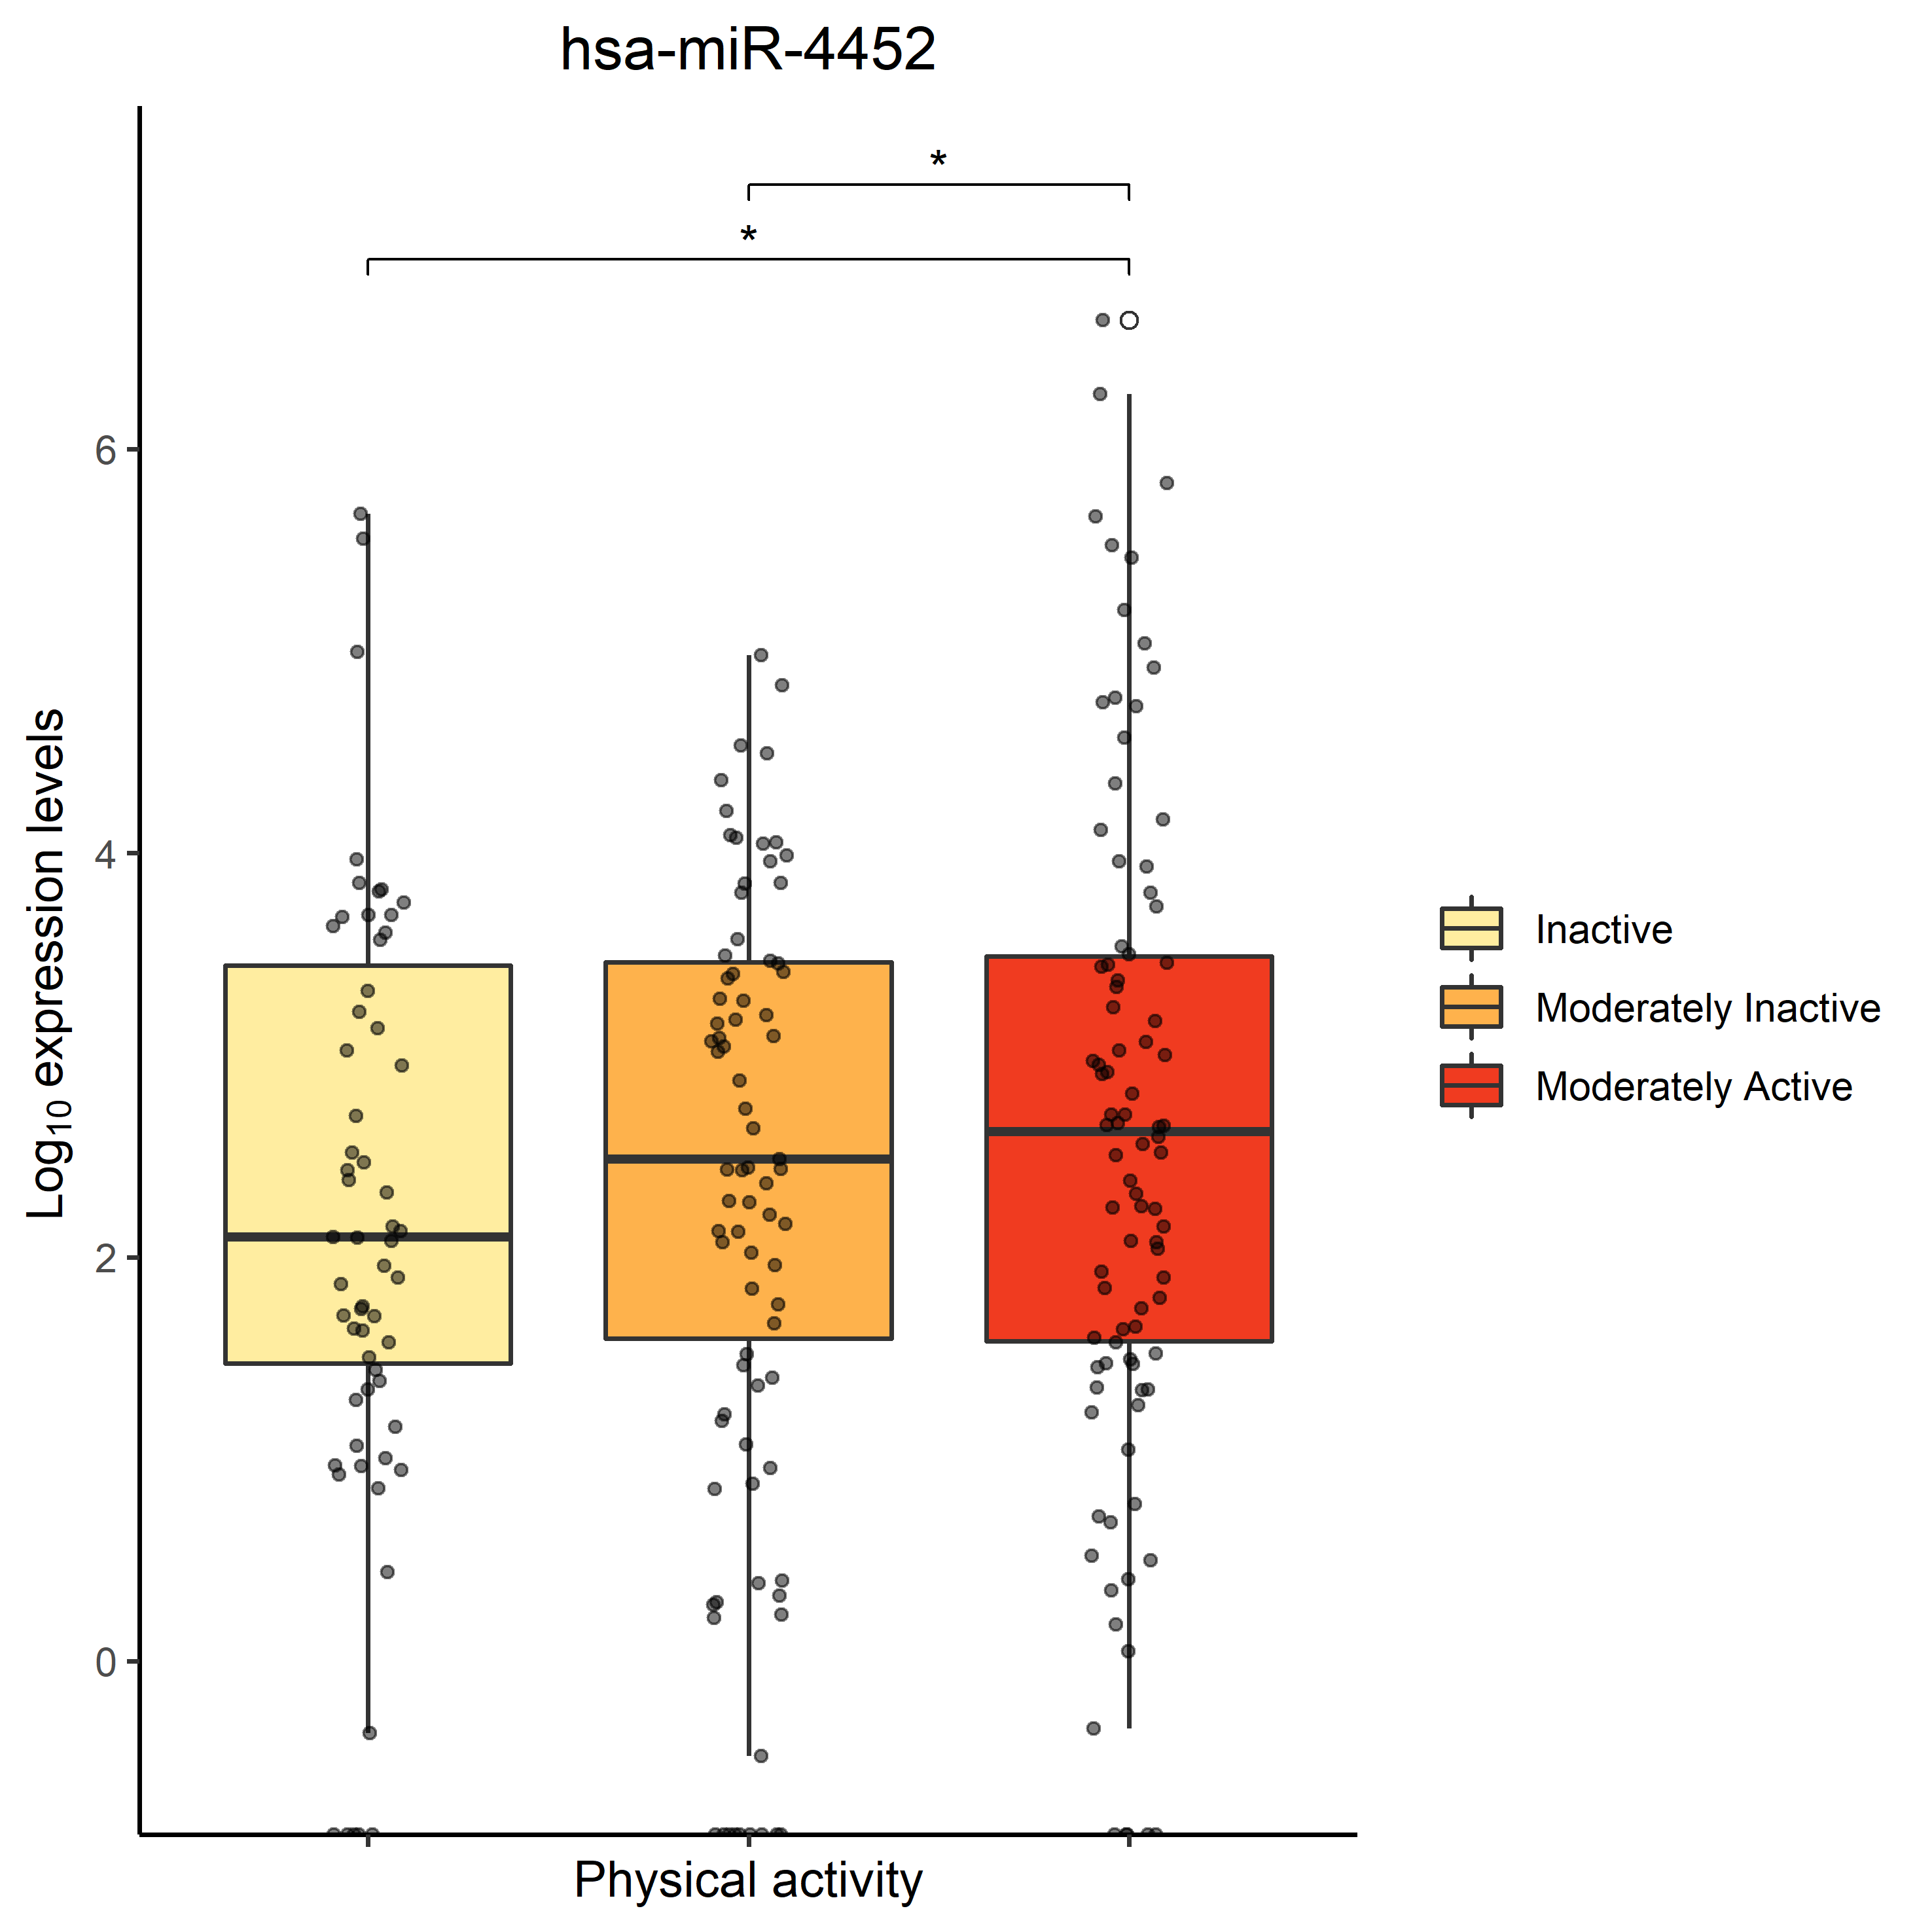 hsa-miR-4452
*
*
6
4
2
0
Log₁₀ expression levels
Physical activity
Inactive
Moderately Inactive
Moderately Active